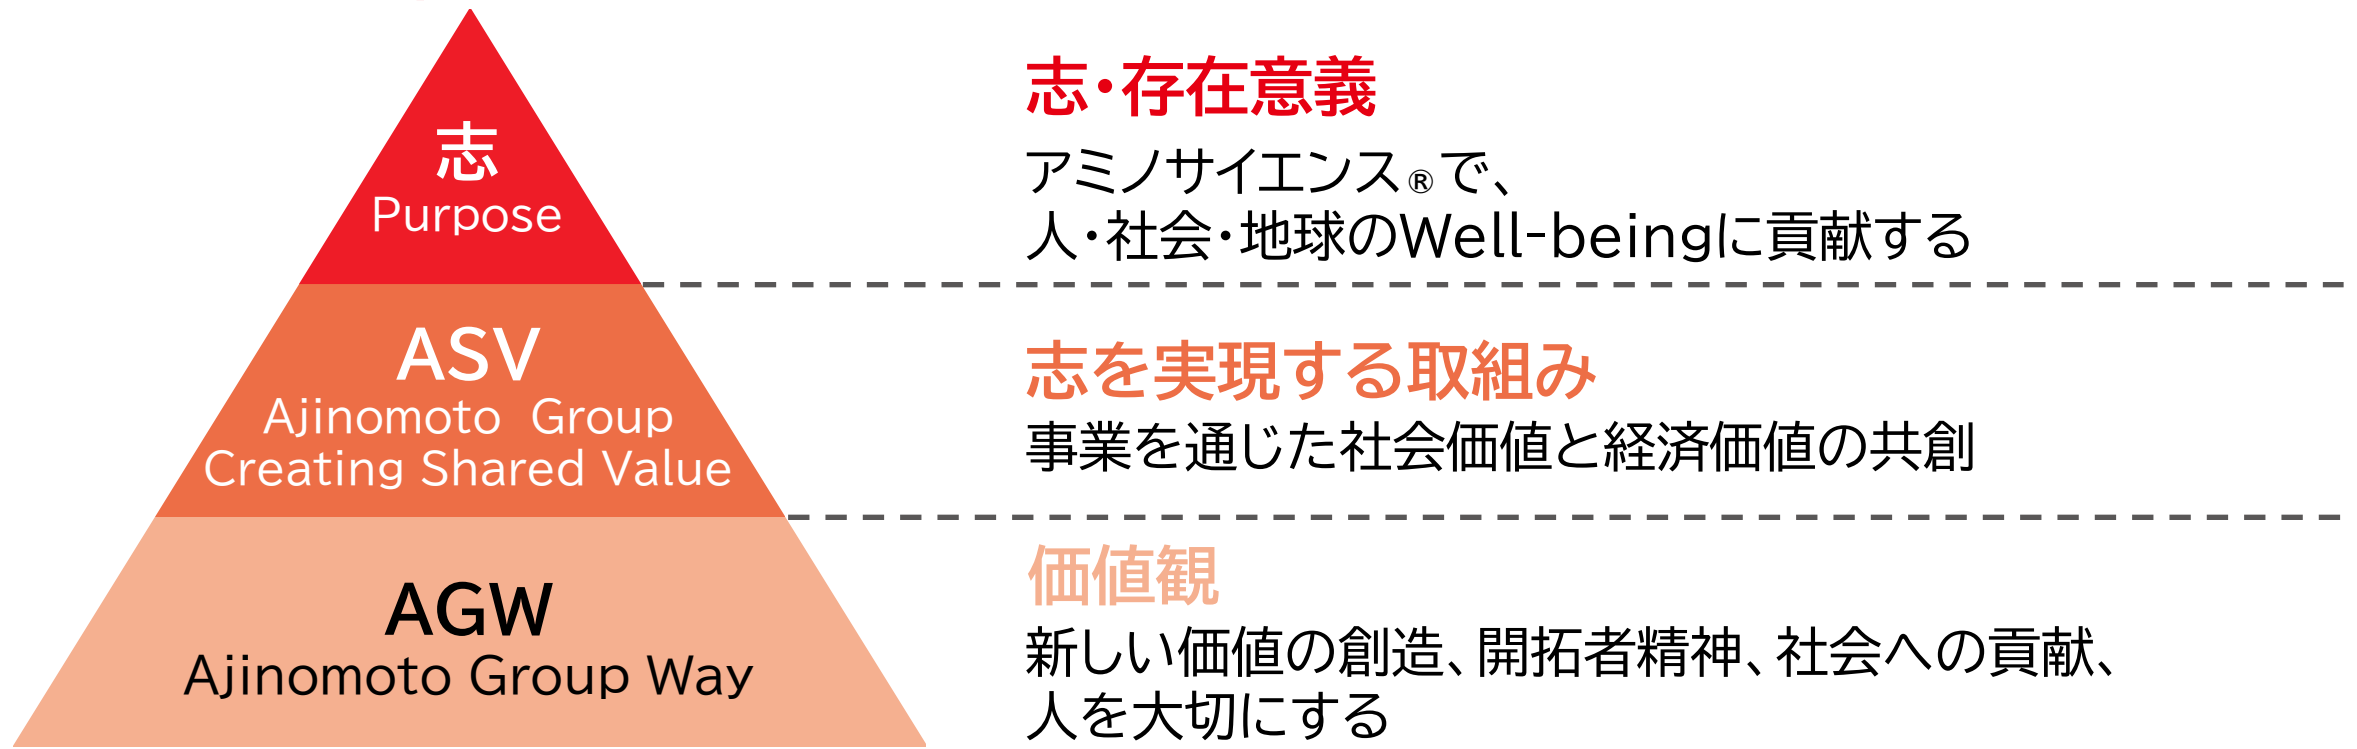 志
Purpose
志・存在意義
アミノサイエンス®で、
人・社会・地球のWell-beingに貢献する
ASV
Ajinomoto Group
Creating Shared Value
志を実現する取組み
事業を通じた社会価値と経済価値の共創
AGW
Ajinomoto Group Way
価値観
新しい価値の創造、開拓者精神、社会への貢献、
人を大切にする